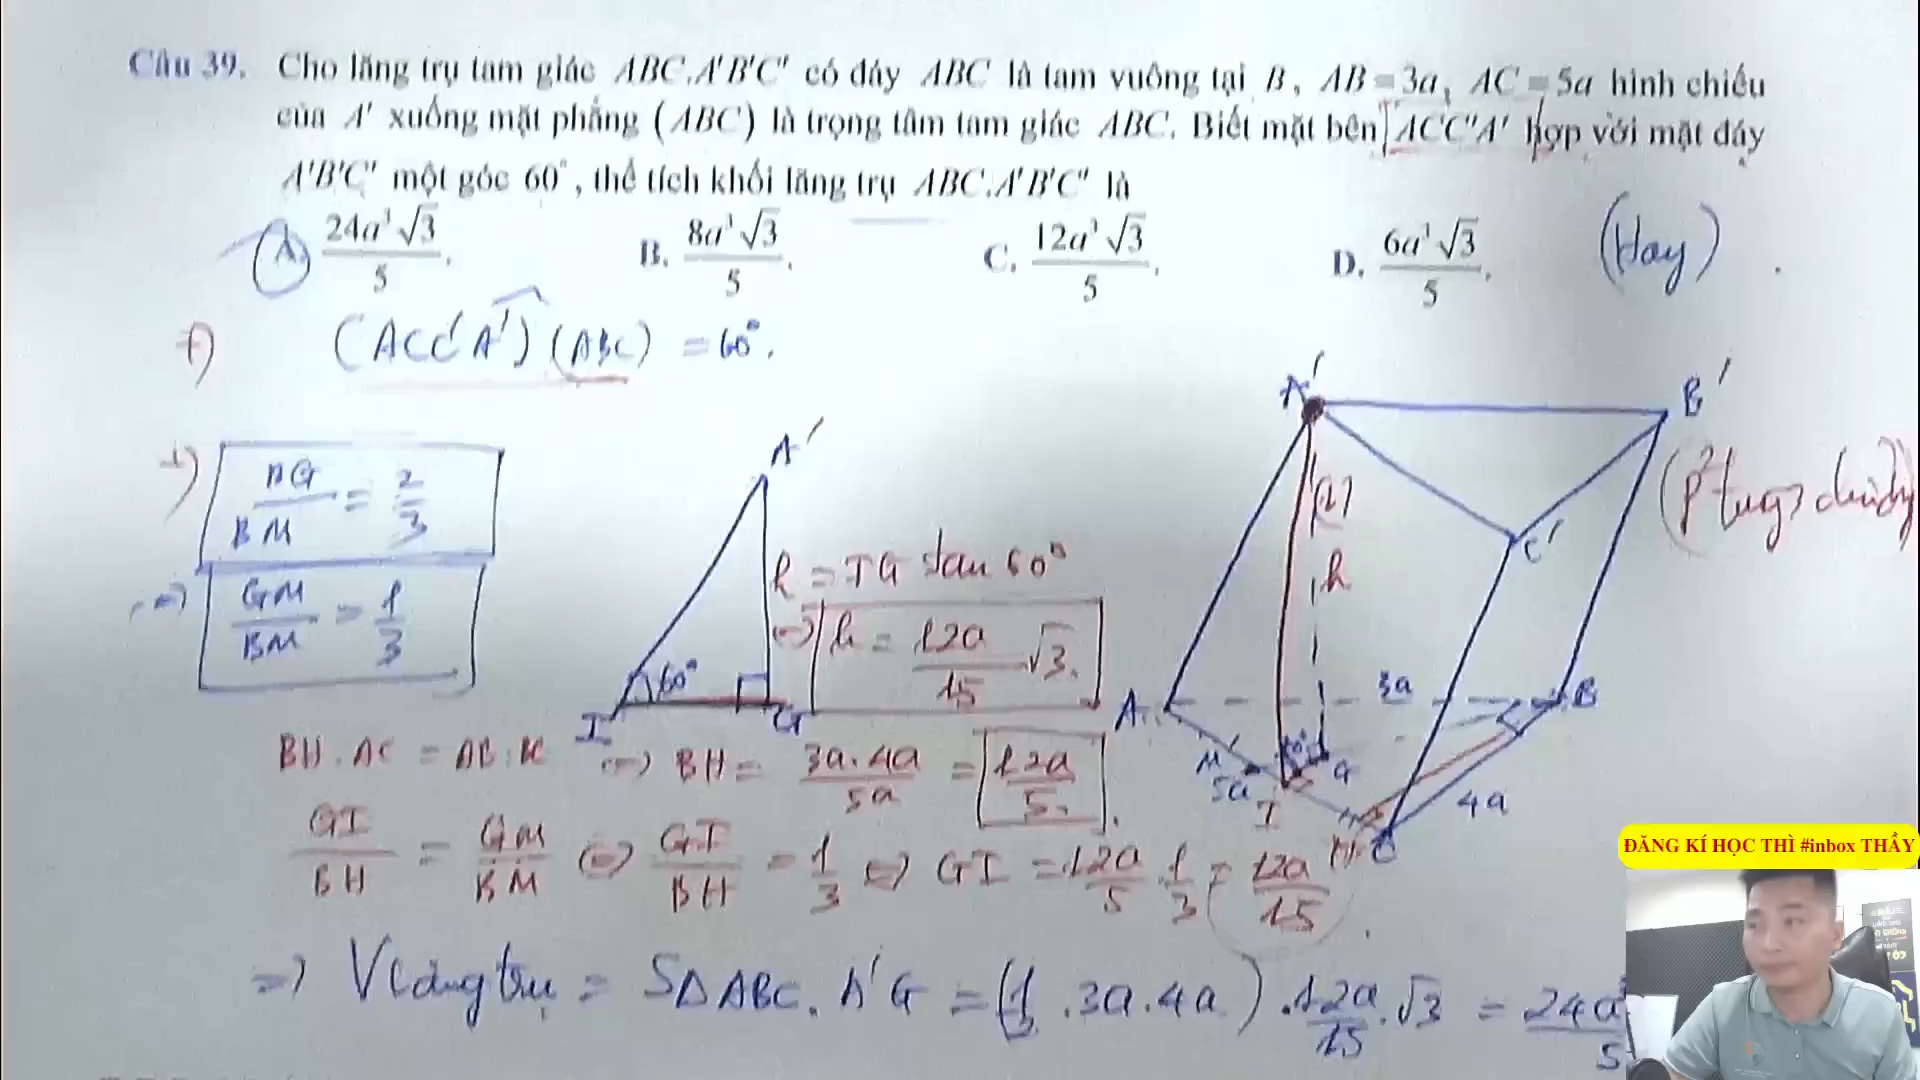 Câu 39. Cho lăng trụ tam giác ABC.A'B'C' có đáy ABC là tam vuông tại B, AB = 3a, AC = 5a hình chiếu
của A' xuống mặt phẳng (ABC) là trọng tâm tam giác ABC. Biết mặt bên ACC'A' hợp với mặt đáy
A'B'C' một góc 60°, thể tích khối lăng trụ ABC.A'B'C' là
A. 24a³√3/5. B. 8a³√3/5. C. 12a³√3/5. D. 6a³√3/5. (Hay)
+) (ACC'A') (ABC) = 60°.
+) BG/BM = 2/3
=> GM/BM = 1/3
A'
60°
I G
h = IG tan 60°
=> h = 12a/15 √3.
A' B'
C'
(1)
h
A 3a B
M 5a I G 4a
H C
BH.AC = AB.BC => BH = 3a.4a/5a = 12a/5.
GI/BH = GM/BM <=> GI/BH = 1/3 <=> GI = 12a/5 . 1/3 = 12a/15.
=> V lăng trụ = SΔABC . A'G = (1/2 .3a.4a) . 12a/15 . √3 = 24a³/5
ĐĂNG KÍ HỌC THÌ #inbox THẦY